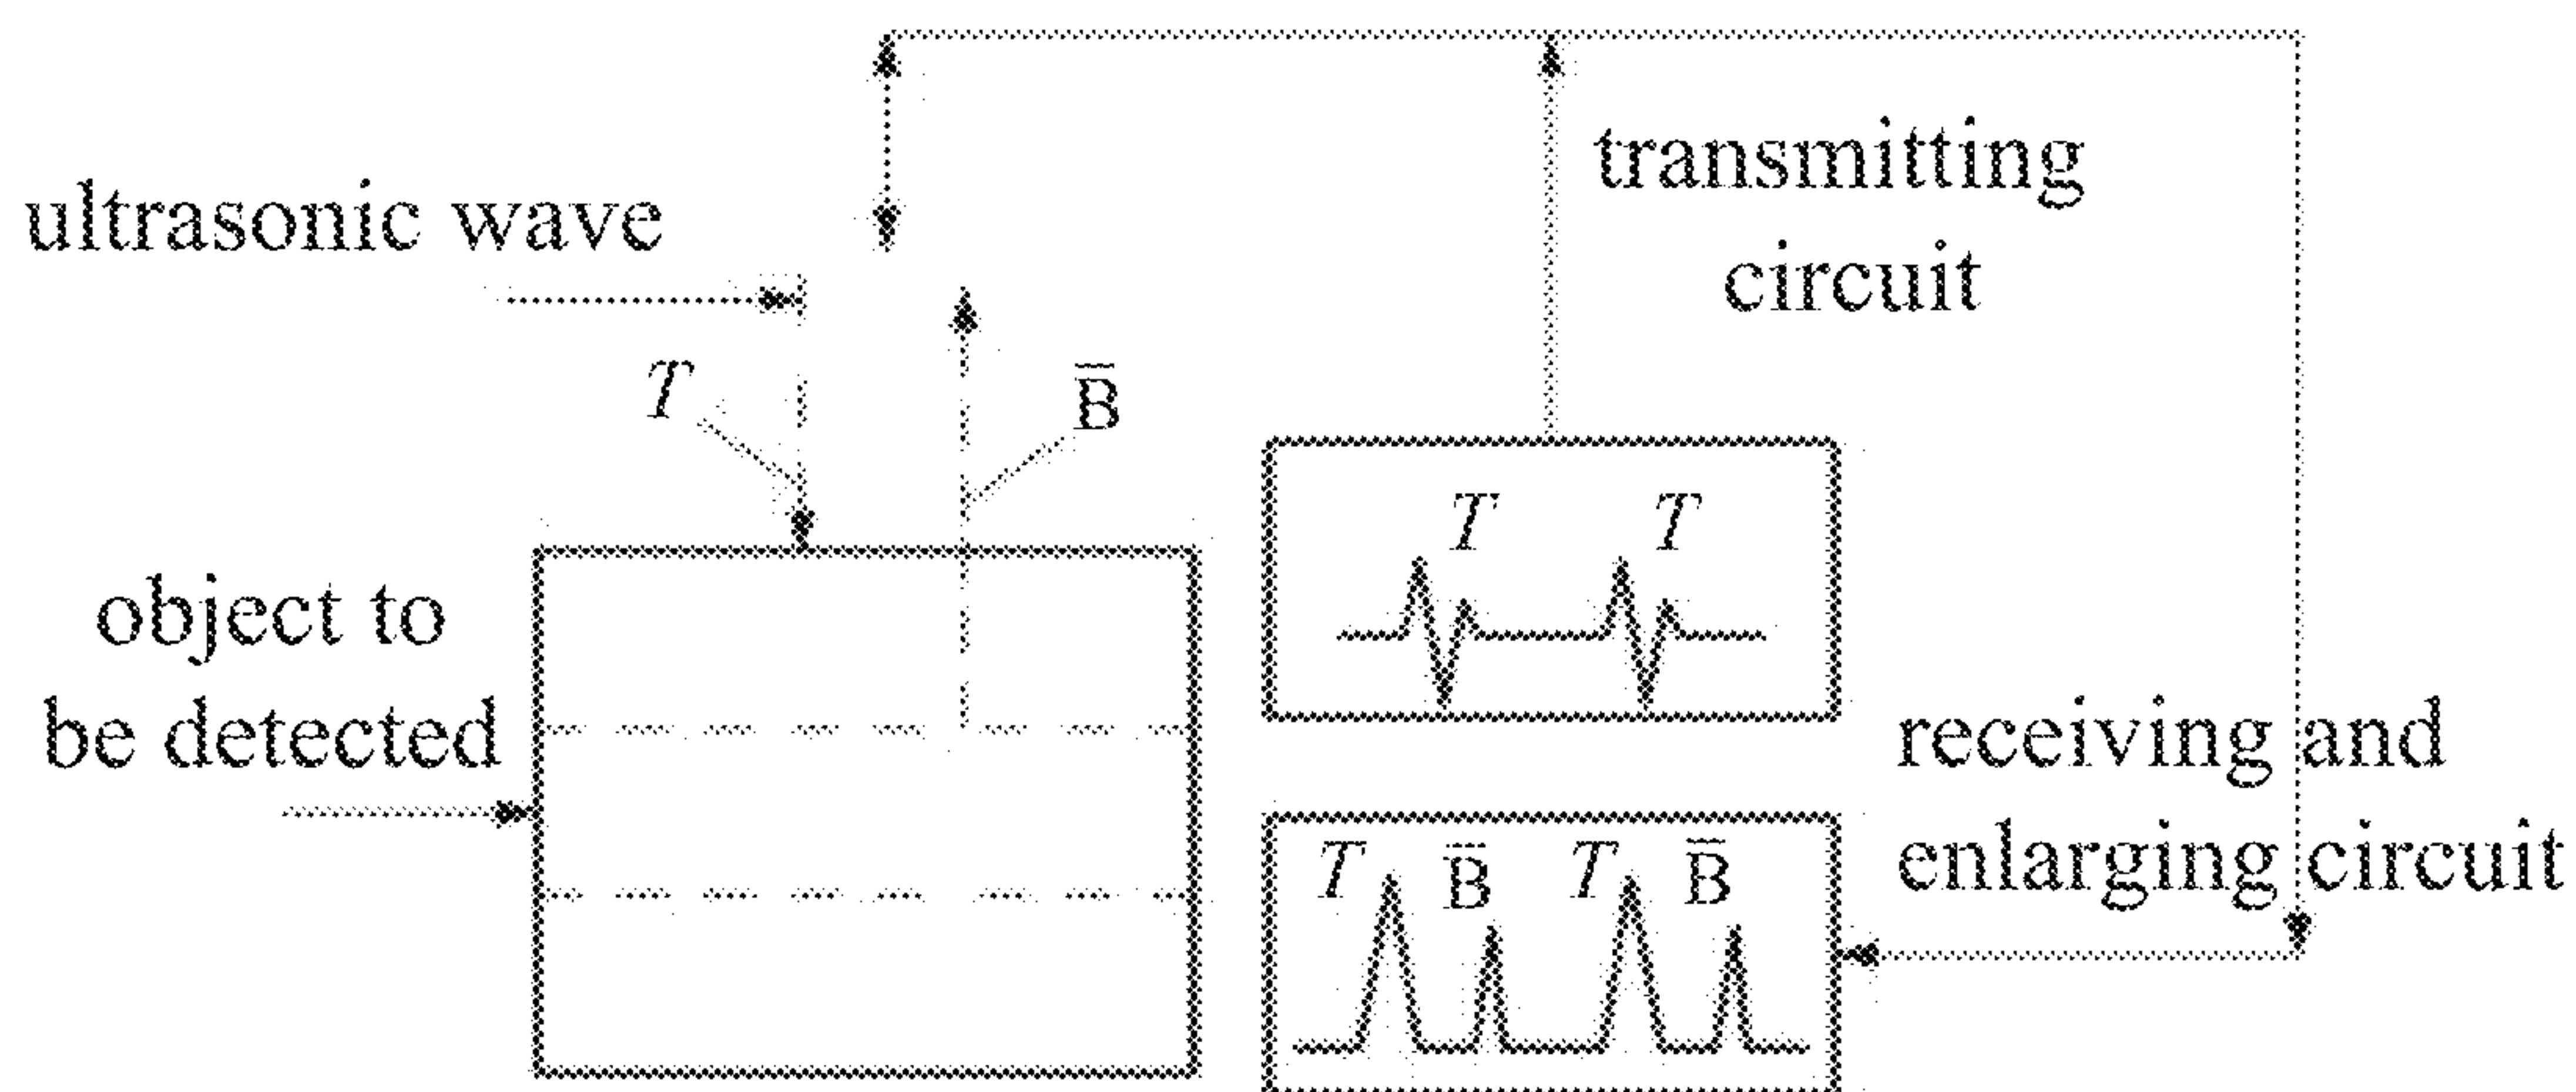 transmitting
circuit
ultrasonic wave
T
B̅
T T
object to
be detected
receiving and
enlarging circuit
T B̅ T B̅